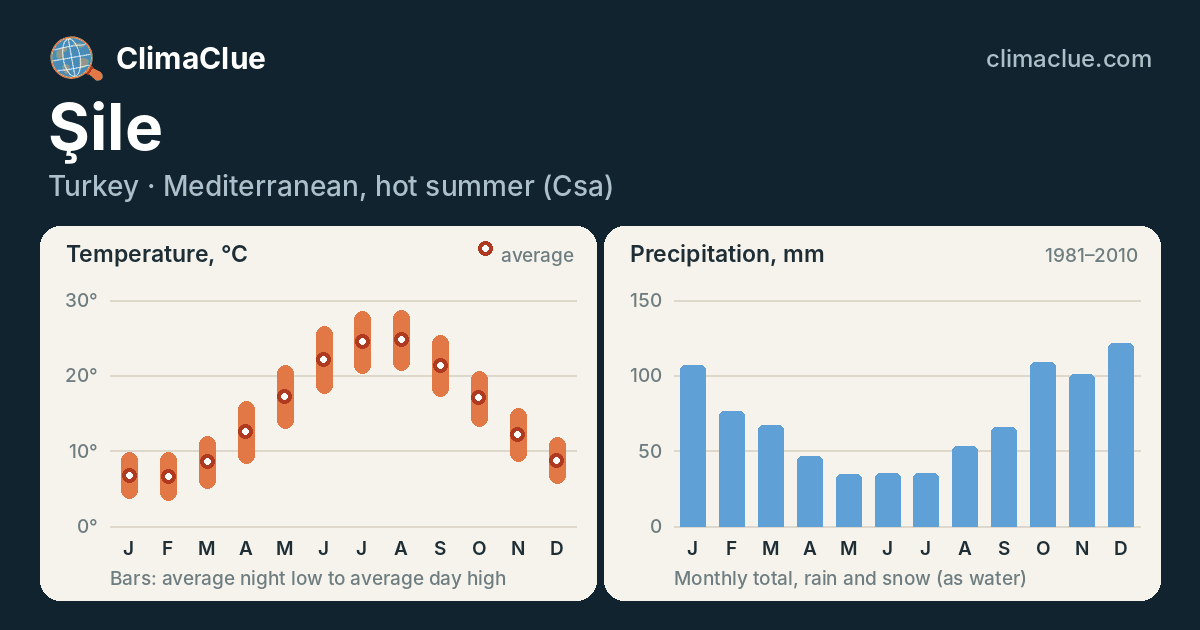 ClimaClue
climaclue.com
Şile
Turkey · Mediterranean, hot summer (Csa)
Temperature, °C
average
30°
20°
10°
0°
J F M A M J J A S O N D
Bars: average night low to average day high
Precipitation, mm
1981–2010
150
100
50
0
J F M A M J J A S O N D
Monthly total, rain and snow (as water)